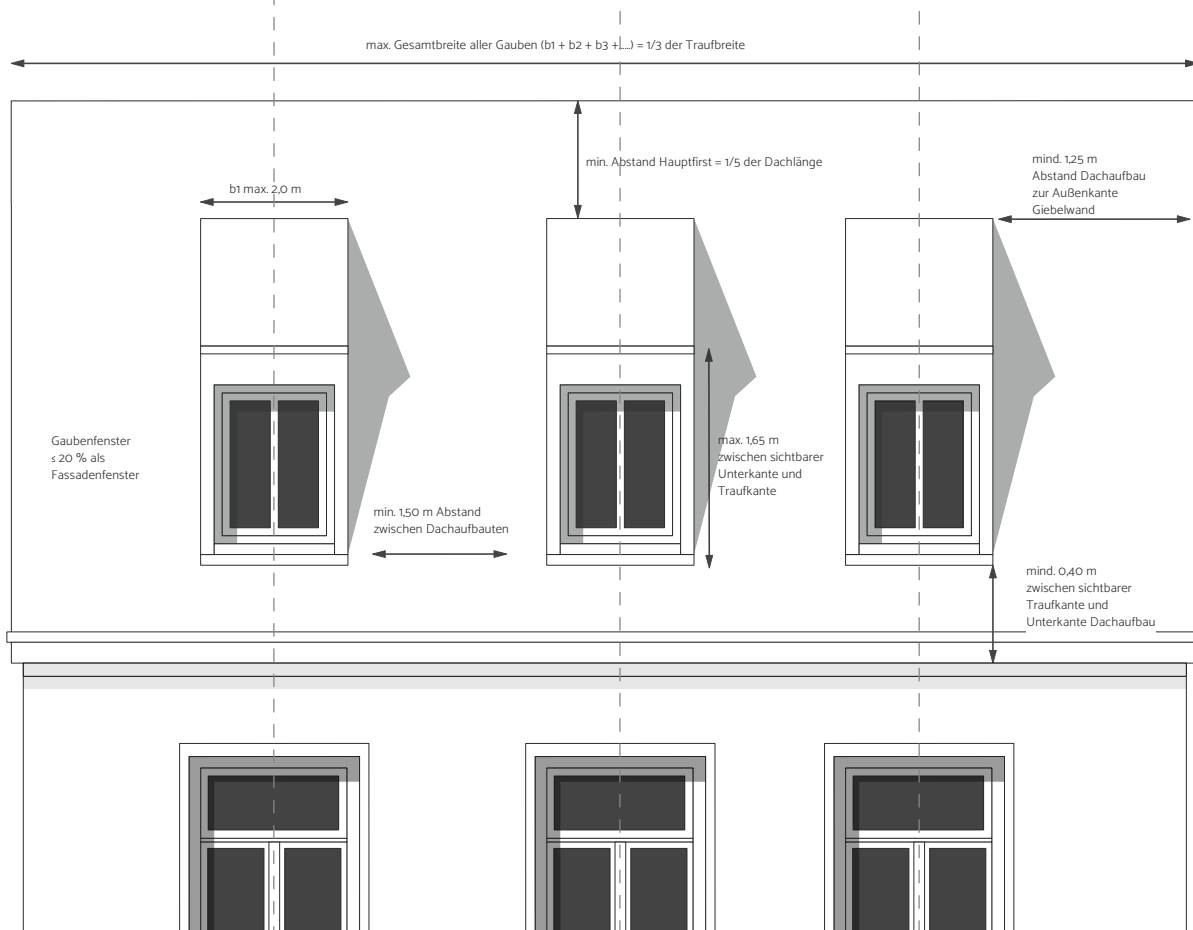 max. Gesamtbreite aller Gauben (b1 + b2 + b3 +.....) = 1/3 der Traufbreite
min. Abstand Hauptfirst = 1/5 der Dachlänge
mind. 1,25 m
Abstand Dachaufbau
zur Außenkante
Giebelwand
b1 max. 2,0 m
Gaubenfenster
≤ 20 % als
Fassadenfenster
max. 1,65 m
zwischen sichtbarer
Unterkante und
Traufkante
min. 1,50 m Abstand
zwischen Dachaufbauten
mind. 0,40 m
zwischen sichtbarer
Traufkante und
Unterkante Dachaufbau